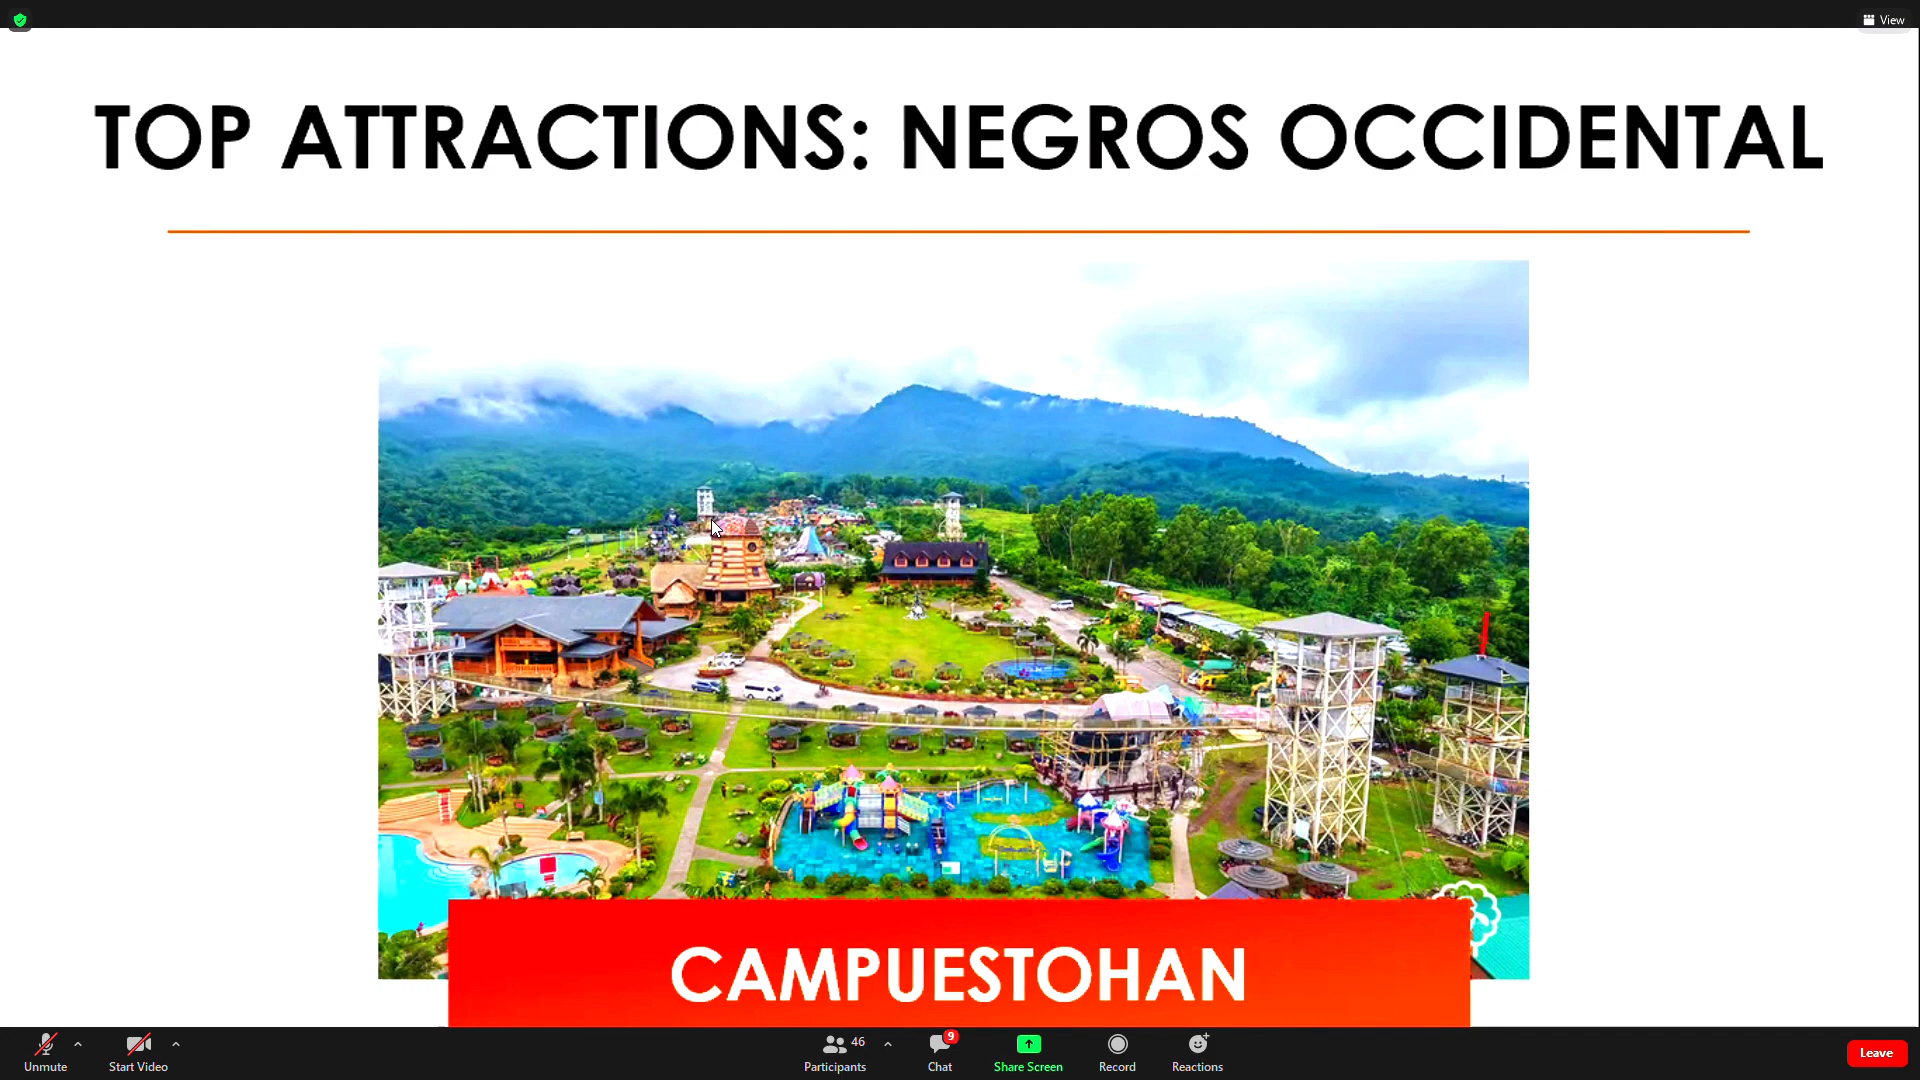 View
TOP ATTRACTIONS: NEGROS OCCIDENTAL
CAMPUESTOHAN
46
9
Unmute
Start Video
Participants
Chat
Share Screen
Record
Reactions
Leave